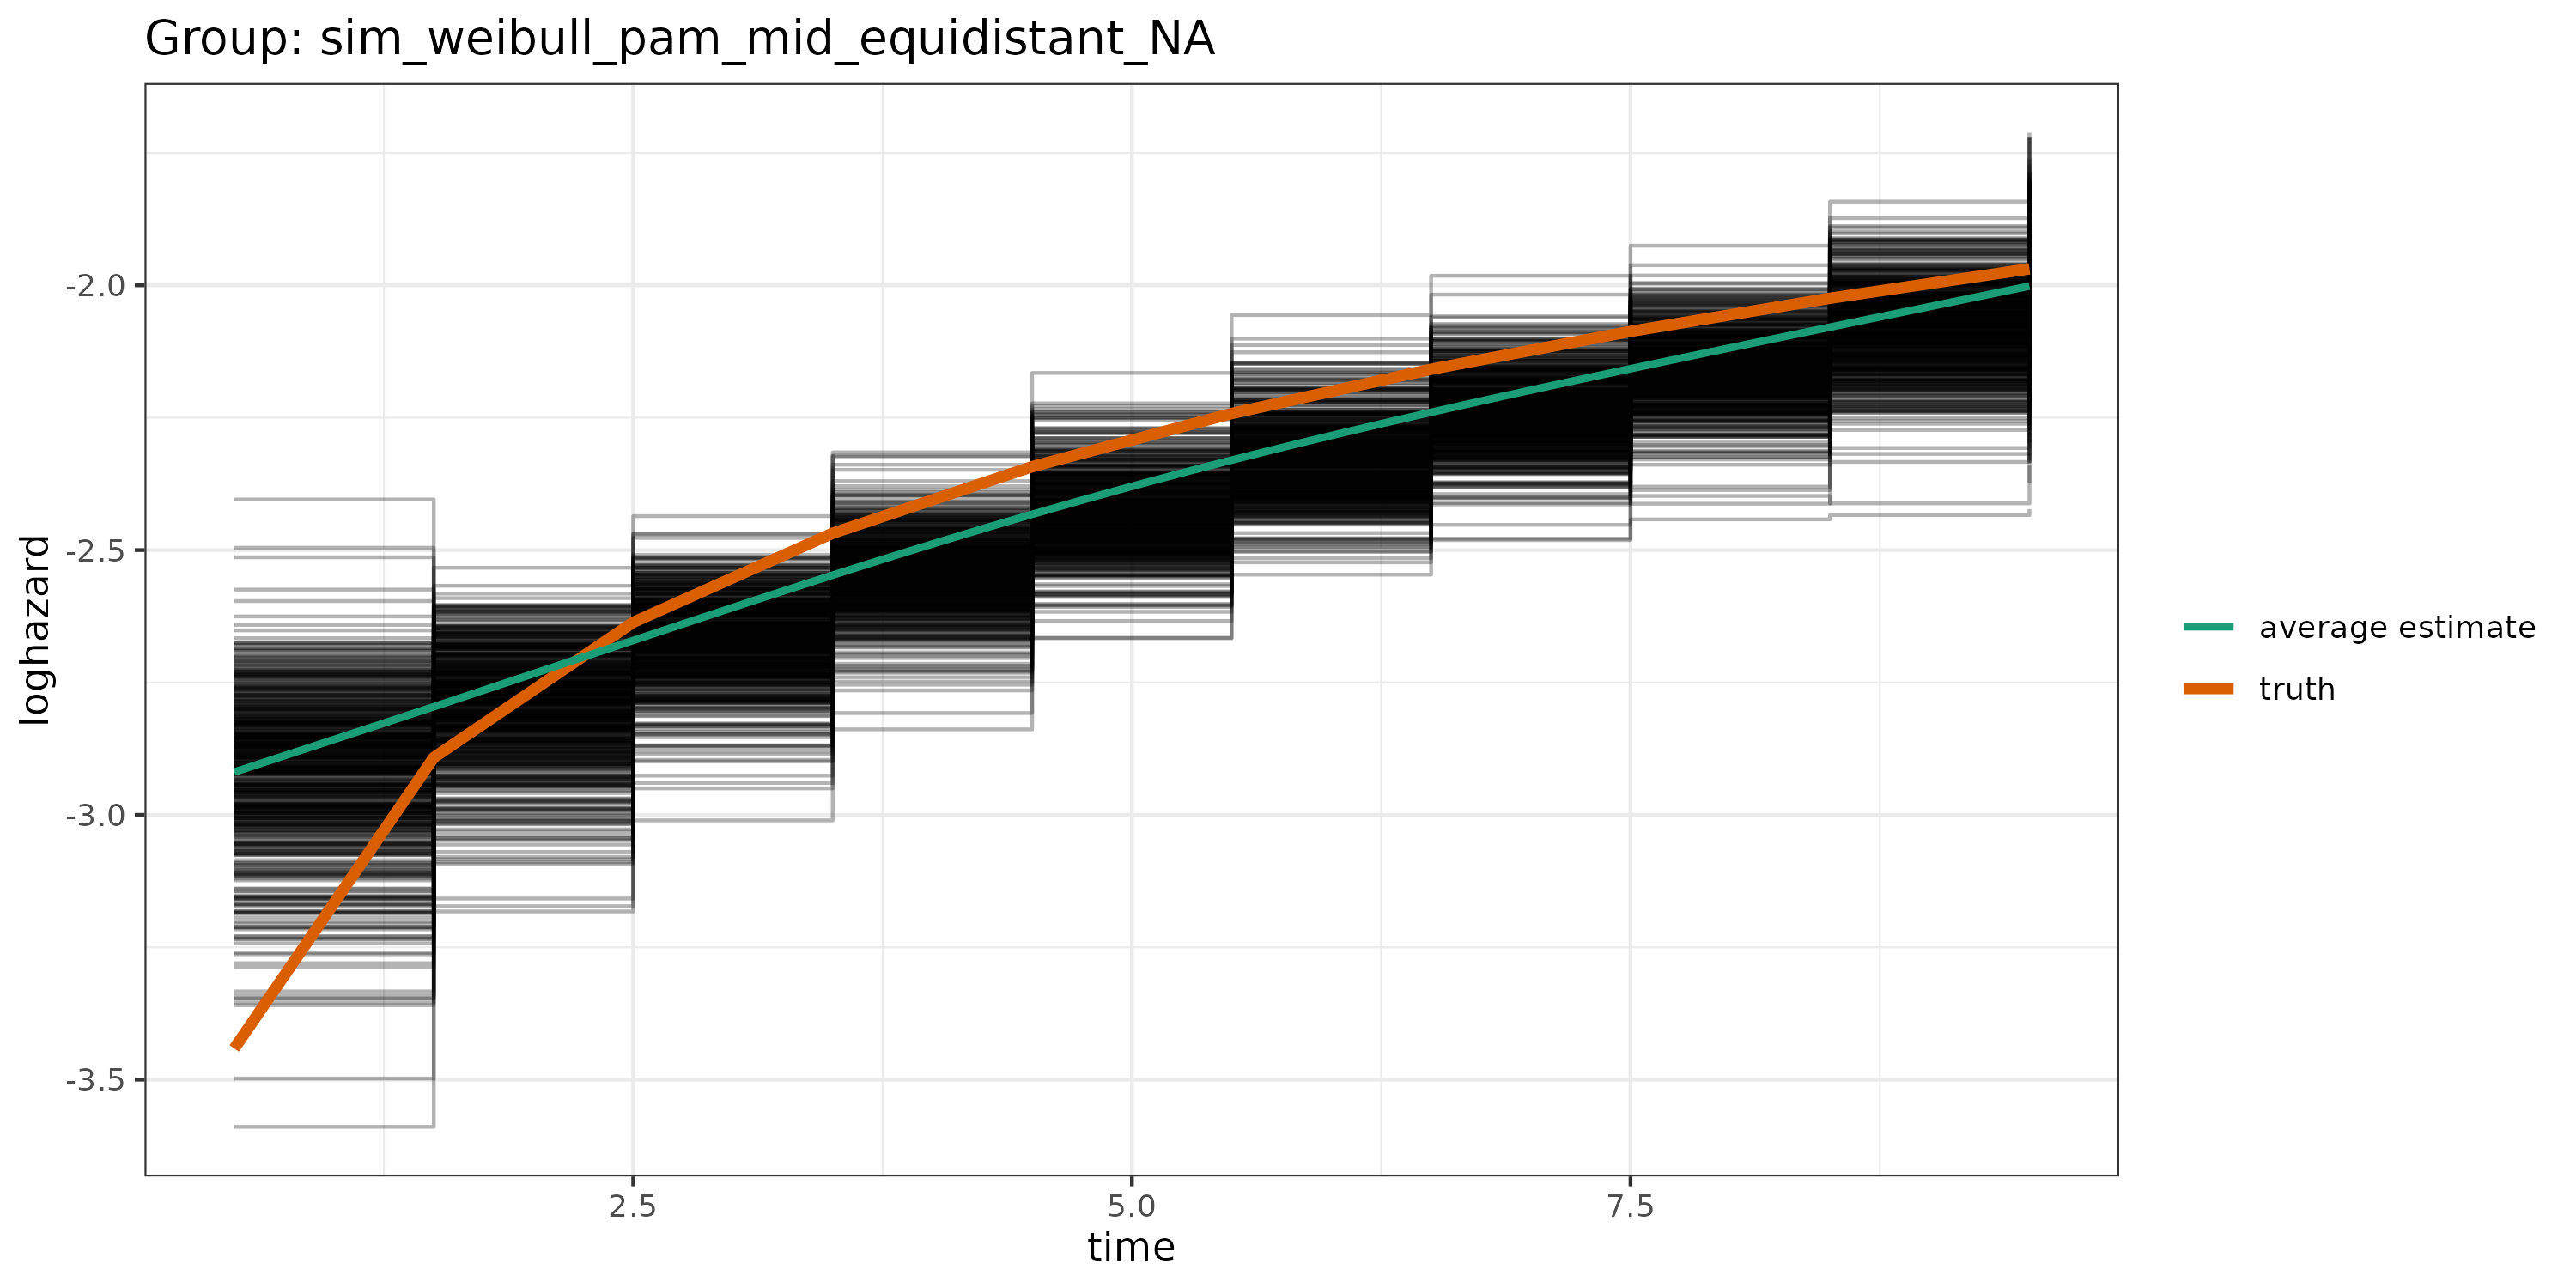 Group: sim_weibull_pam_mid_equidistant_NA
loghazard
-2.0
-2.5
-3.0
-3.5
2.5 5.0 7.5
time
average estimate
truth